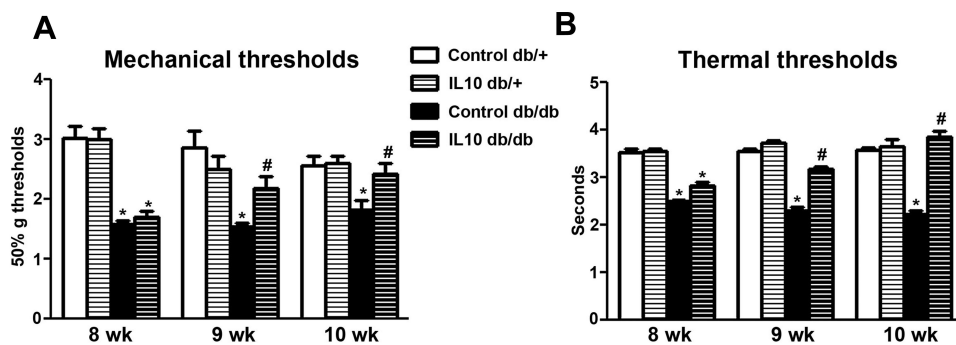 A
Mechanical thresholds
50% g thresholds
4
3
2
1
0
* *
* #
* #
8 wk
9 wk
10 wk
Control db/+
IL10 db/+
Control db/db
IL10 db/db
B
Thermal thresholds
Seconds
5
4
3
2
1
0
* *
* #
* #
8 wk
9 wk
10 wk